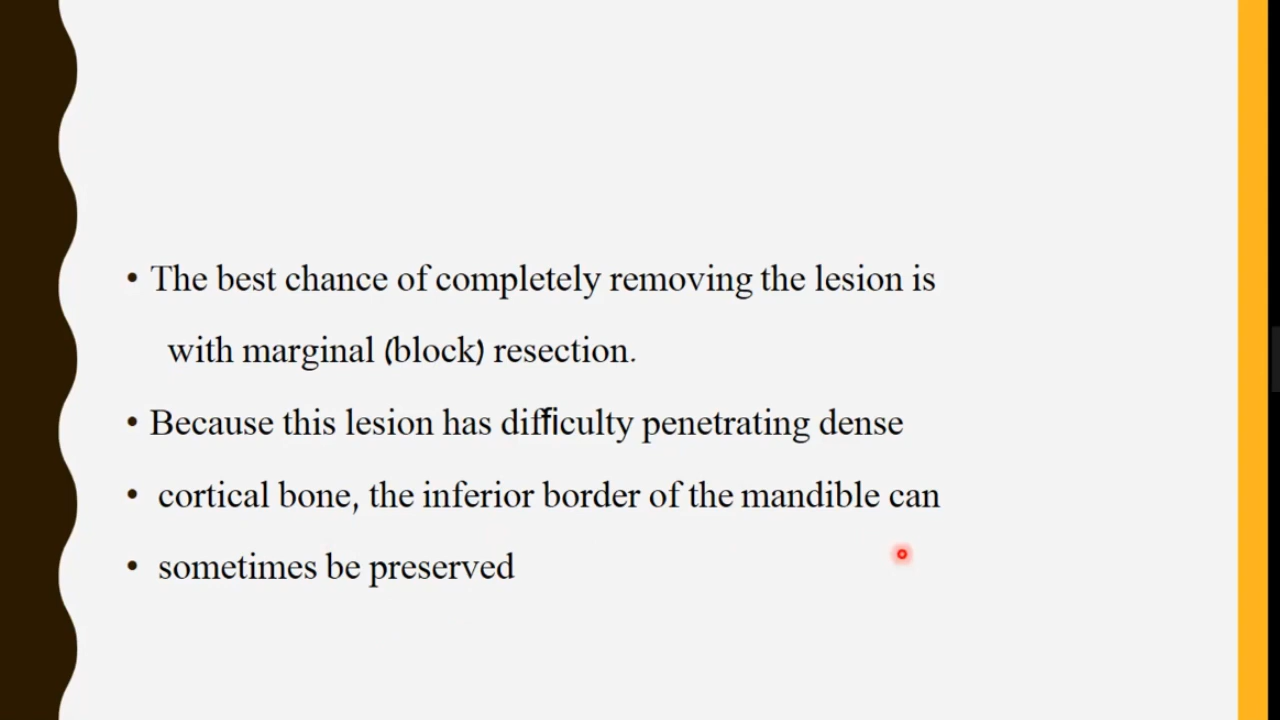 • The best chance of completely removing the lesion is
with marginal (block) resection.
• Because this lesion has difficulty penetrating dense
• cortical bone, the inferior border of the mandible can
• sometimes be preserved